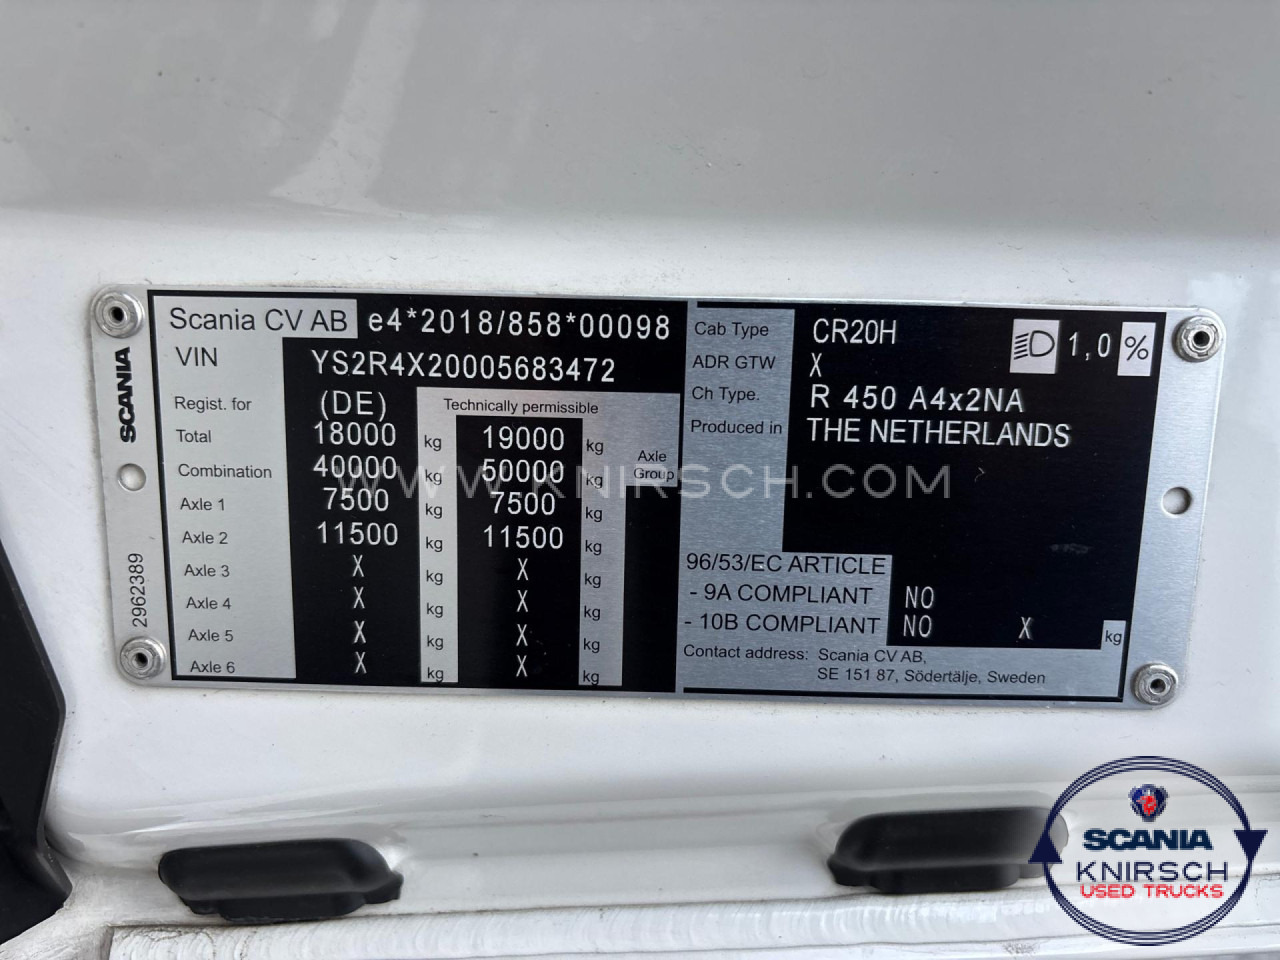 SCANIA
2962389
Scania CV AB e4*2018/858*00098
VIN YS2R4X20005683472
Regist. for (DE) Technically permissible
Total 18000 kg 19000 kg Axle Group
Combination 40000 50000
Axle 1 7500 kg 7500 kg
Axle 2 11500 kg 11500 kg
Axle 3 X kg X kg
Axle 4 X kg X kg
Axle 5 X kg X kg
Axle 6 X kg X kg
Cab Type CR20H 1,0 %
ADR GTW X
Ch Type. R 450 A4x2NA
Produced in THE NETHERLANDS
96/53/EC ARTICLE
- 9A COMPLIANT NO
- 10B COMPLIANT NO X kg
Contact address: Scania CV AB,
SE 151 87, Södertälje, Sweden
WWW.KNIRSCH.COM
SCANIA
KNIRSCH
USED TRUCKS